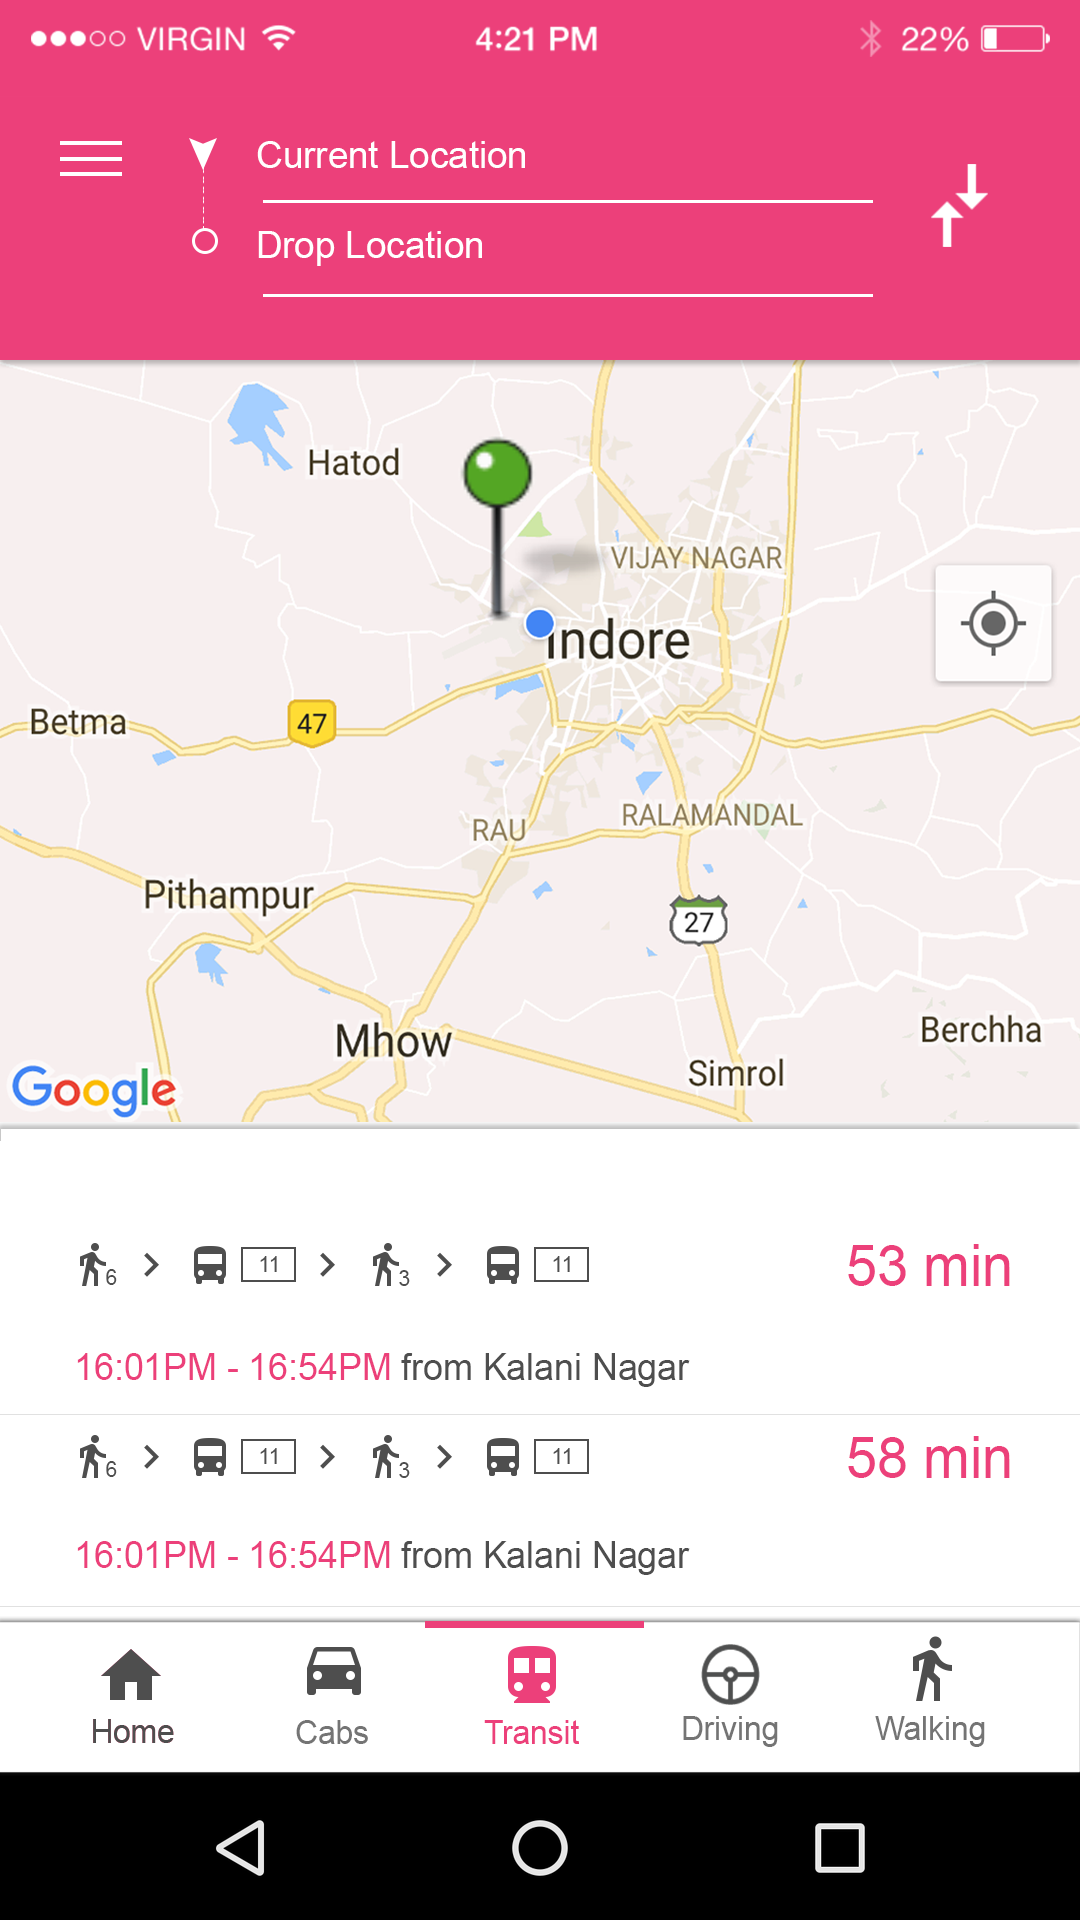 VIRGIN 4:21 PM 22%
Current Location
Drop Location
Hatod
VIJAY NAGAR
Indore
Betma
47
RALAMANDAL
RAU
Pithampur
27
Berchha
Mhow
Simrol
Google
6 11 3 11 53 min
16:01PM - 16:54PM from Kalani Nagar
6 11 3 11 58 min
16:01PM - 16:54PM from Kalani Nagar
Home Cabs Transit Driving Walking